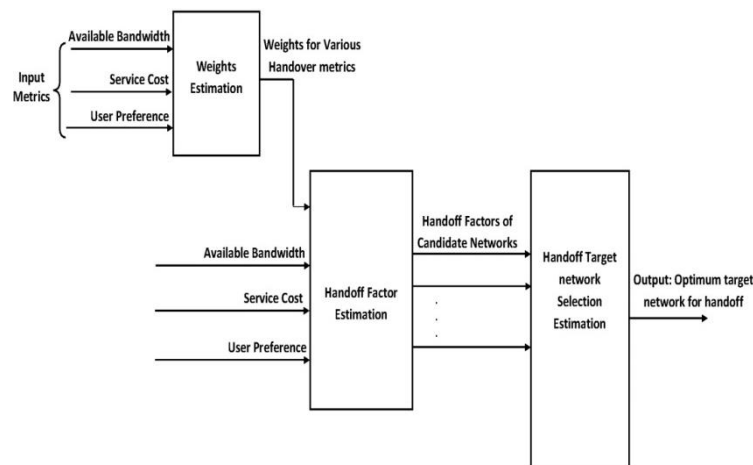 Available Bandwidth
Input
Metrics
Service Cost
User Preference
Weights
Estimation
Weights for Various
Handover metrics
Available Bandwidth
Service Cost
User Preference
Handoff Factor
Estimation
Handoff Factors of
Candidate Networks
Handoff Target
network
Selection
Estimation
Output: Optimum target
network for handoff